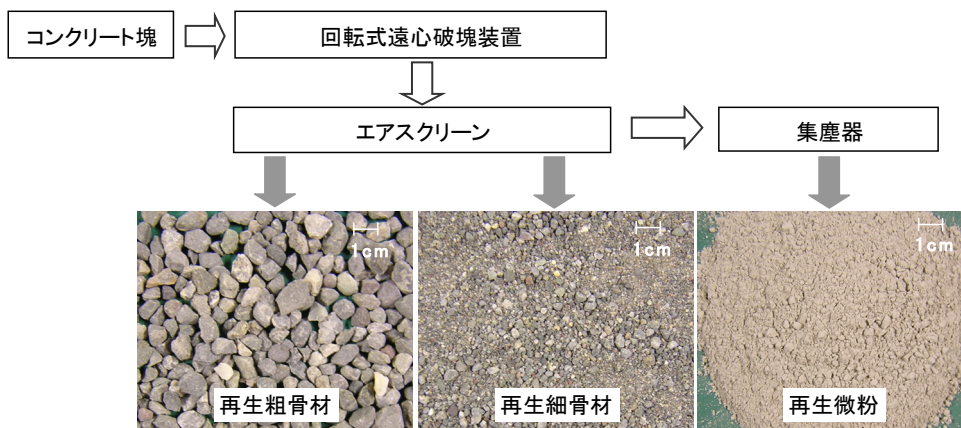 コンクリート塊
回転式遠心破塊装置
エアスクリーン
集塵器
1cm
1cm
1cm
再生粗骨材
再生細骨材
再生微粉